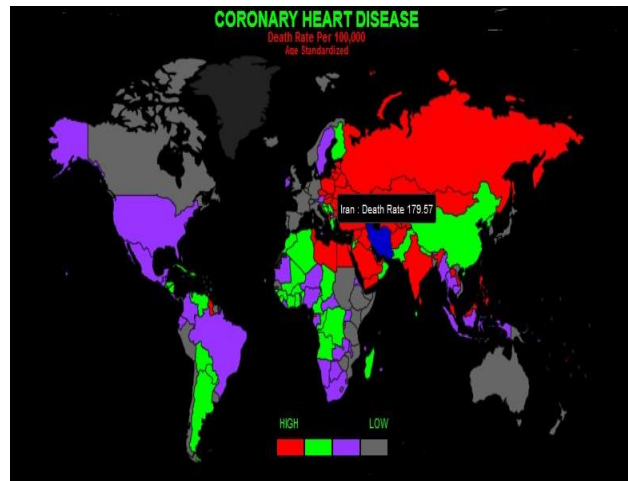 CORONARY HEART DISEASE
Death Rate Per 100,000
Age Standardized
Iran : Death Rate 179.57
HIGH LOW